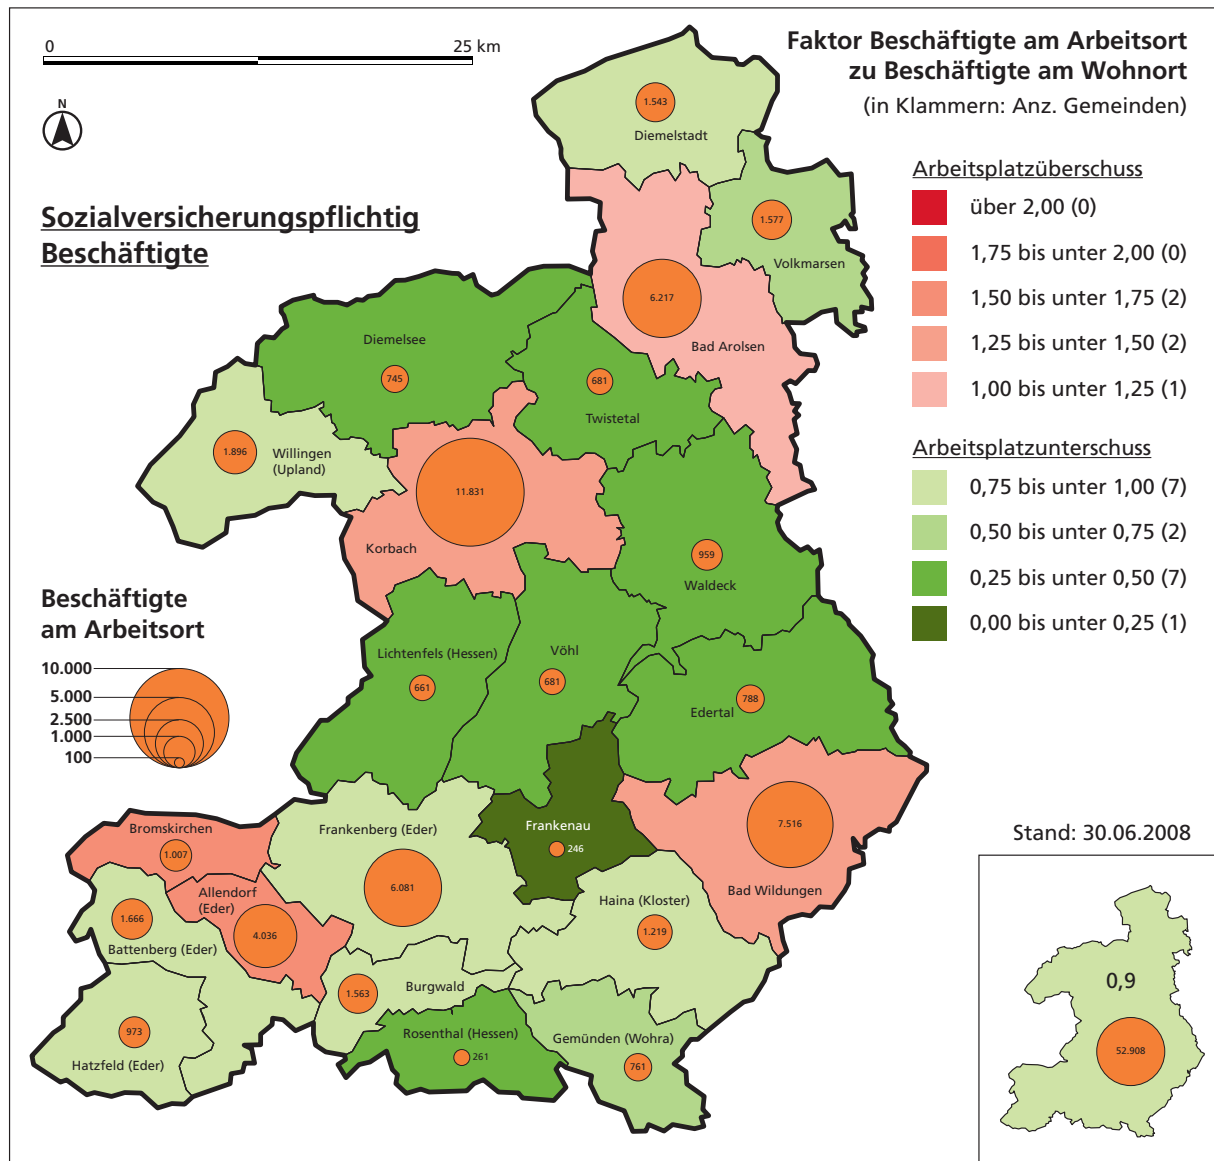 0 25 km
N
Sozialversicherungspflichtig
Beschäftigte
Faktor Beschäftigte am Arbeitsort
zu Beschäftigte am Wohnort
(in Klammern: Anz. Gemeinden)
Arbeitsplatzüberschuss
über 2,00 (0)
1,75 bis unter 2,00 (0)
1,50 bis unter 1,75 (2)
1,25 bis unter 1,50 (2)
1,00 bis unter 1,25 (1)
Arbeitsplatzunterschuss
0,75 bis unter 1,00 (7)
0,50 bis unter 0,75 (2)
0,25 bis unter 0,50 (7)
0,00 bis unter 0,25 (1)
1.543
Diemelstadt
1.577
Volkmarsen
6.217
Bad Arolsen
Diemelsee
745
681
Twistetal
1.896
Willingen
(Upland)
11.831
Korbach
959
Waldeck
Beschäftigte
am Arbeitsort
10.000
5.000
2.500
1.000
100
Lichtenfels (Hessen)
661
Vöhl
681
788
Edertal
Bromskirchen
1.007
Frankenberg (Eder)
6.081
Frankenau
246
7.516
Bad Wildungen
Allendorf
(Eder)
4.036
1.666
Battenberg (Eder)
Haina (Kloster)
1.219
1.563
Burgwald
973
Hatzfeld (Eder)
Rosenthal (Hessen)
261
Gemünden (Wohra)
761
Stand: 30.06.2008
0,9
52.908